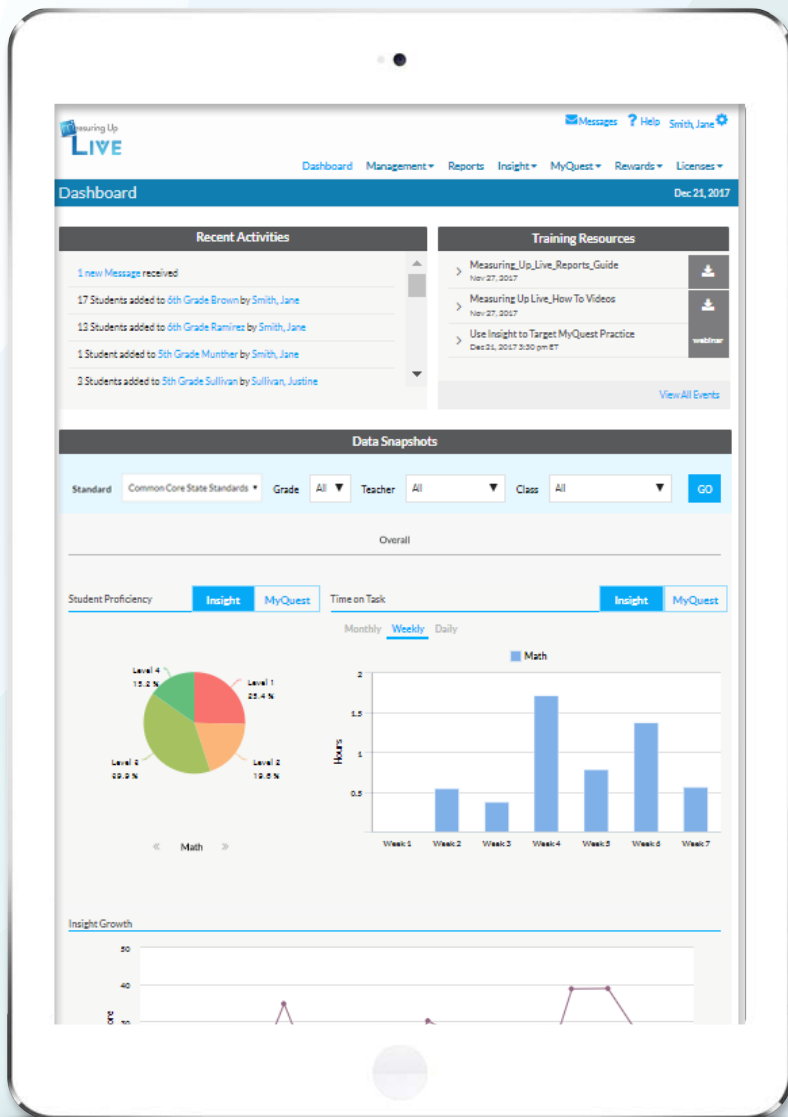 Measuring Up
LIVE
Messages ? Help Smith, Jane
Dashboard Management Reports Insight MyQuest Rewards Licenses
Dashboard Dec 21, 2017
Recent Activities
1 new Message received
17 Students added to 6th Grade Brown by Smith, Jane
13 Students added to 6th Grade Ramirez by Smith, Jane
1 Student added to 5th Grade Munther by Smith, Jane
3 Students added to 5th Grade Sullivan by Sullivan, Justine
Training Resources
Measuring_Up_Live_Reports_Guide
Nov 27, 2017
Measuring Up Live_How To Videos
Nov 27, 2017
Use Insight to Target MyQuest Practice
webinar
Dec 21, 2017 3:30 pm ET
View All Events
Data Snapshots
Standard Common Core State Standards Grade All Teacher All Class All GO
Overall
Student Proficiency Insight MyQuest
Level 4
15.2 %
Level 1
25.4 %
Level 2
19.6 %
Level 3
Math
Time on Task Insight MyQuest
Monthly Weekly Daily
Math
2
1.5
1
0.5
Hours
Week 1 Week 2 Week 3 Week 4 Week 5 Week 6 Week 7
Insight Growth
50
40